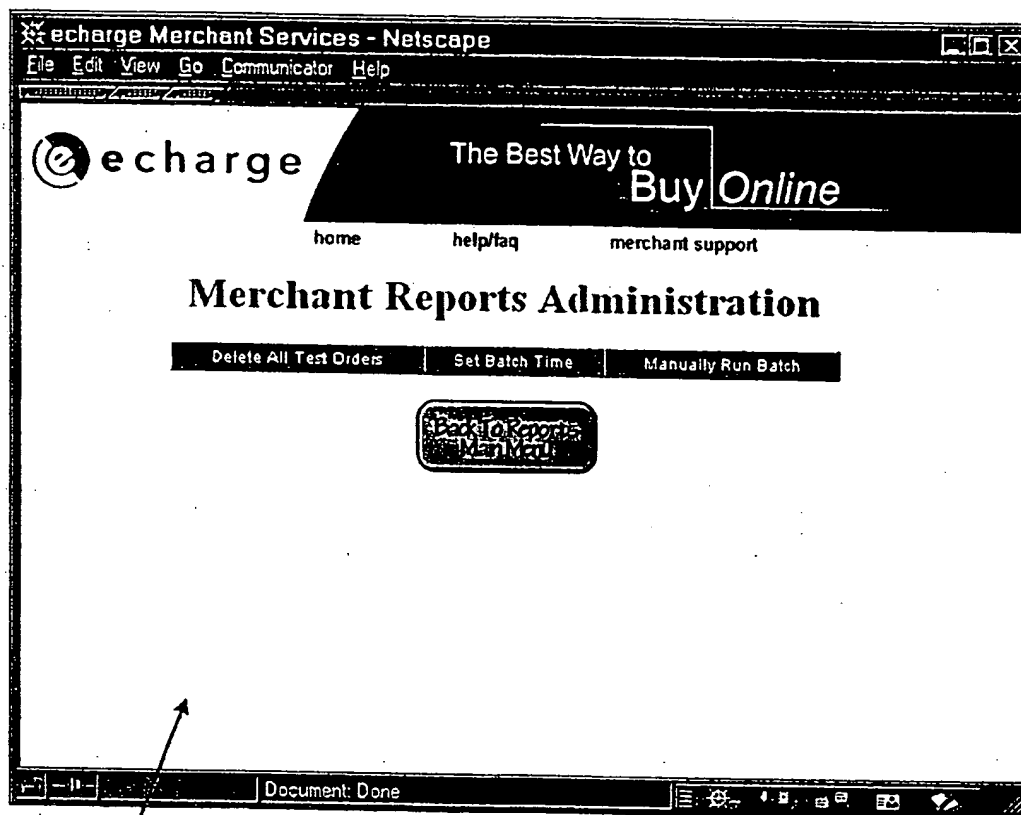 echarge Merchant Services - Netscape
File Edit View Go Communicator Help
echarge
The Best Way to
Buy Online
home help/faq merchant support
Merchant Reports Administration
Delete All Test Orders Set Batch Time Manually Run Batch
Back To Reports
Main Menu
Document: Done